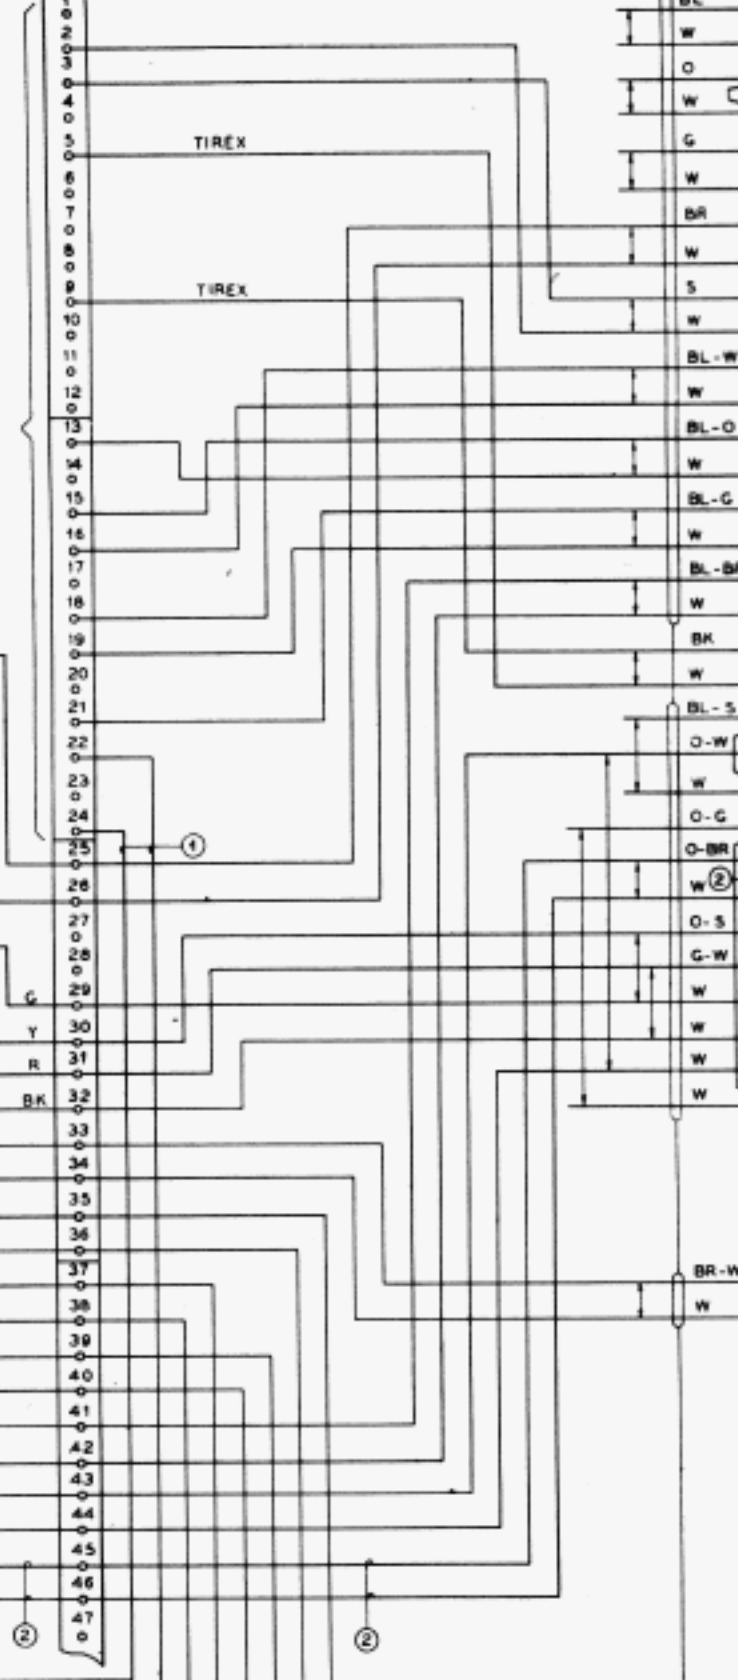 1
2
3
4
5
TIREX
6
7
8
9
TIREX
10
11
12
13
14
15
16
17
18
19
20
21
22
23
24
25
1
26
27
28
G
29
Y
30
R
31
BK
32
33
34
35
36
37
38
39
40
41
42
43
44
45
46
47
2
2
W
O
W
G
W
BR
W
S
W
BL-W
W
BL-O
W
BL-G
W
W
BK
W
BL-S
O-W
W
O-G
O-BR
W
2
O-S
G-W
W
W
W
W
BR-W
W